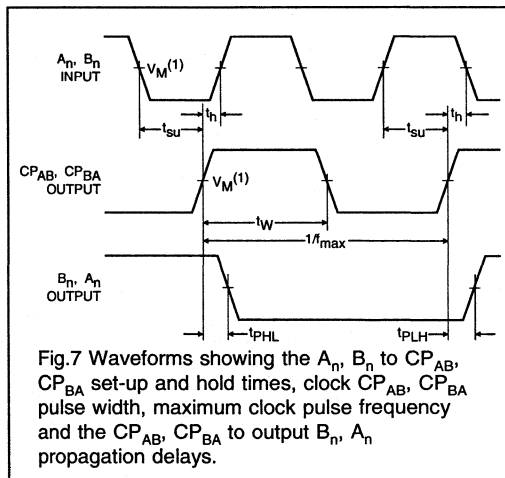 An, Bn
INPUT
VM(1)
th
th
tsu
tsu
CPAB, CPBA
OUTPUT
VM(1)
tW
1/fmax
Bn, An
OUTPUT
tPHL
tPLH
Fig.7 Waveforms showing the An, Bn to CPAB,
CPBA set-up and hold times, clock CPAB, CPBA
pulse width, maximum clock pulse frequency
and the CPAB, CPBA to output Bn, An
propagation delays.